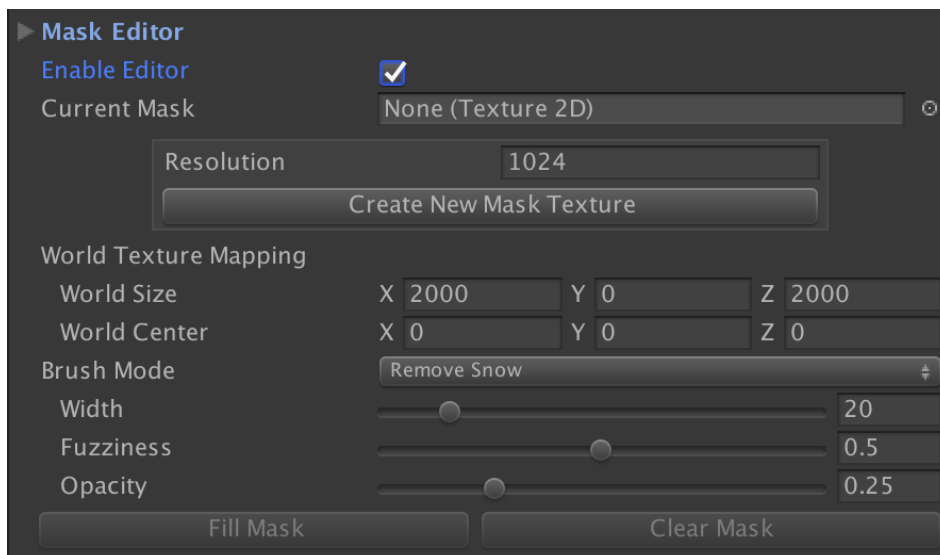 Mask Editor
Enable Editor
Current Mask None (Texture 2D)
Resolution 1024
Create New Mask Texture
World Texture Mapping
World Size X 2000 Y 0 Z 2000
World Center X 0 Y 0 Z 0
Brush Mode Remove Snow
Width 20
Fuzziness 0.5
Opacity 0.25
Fill Mask Clear Mask